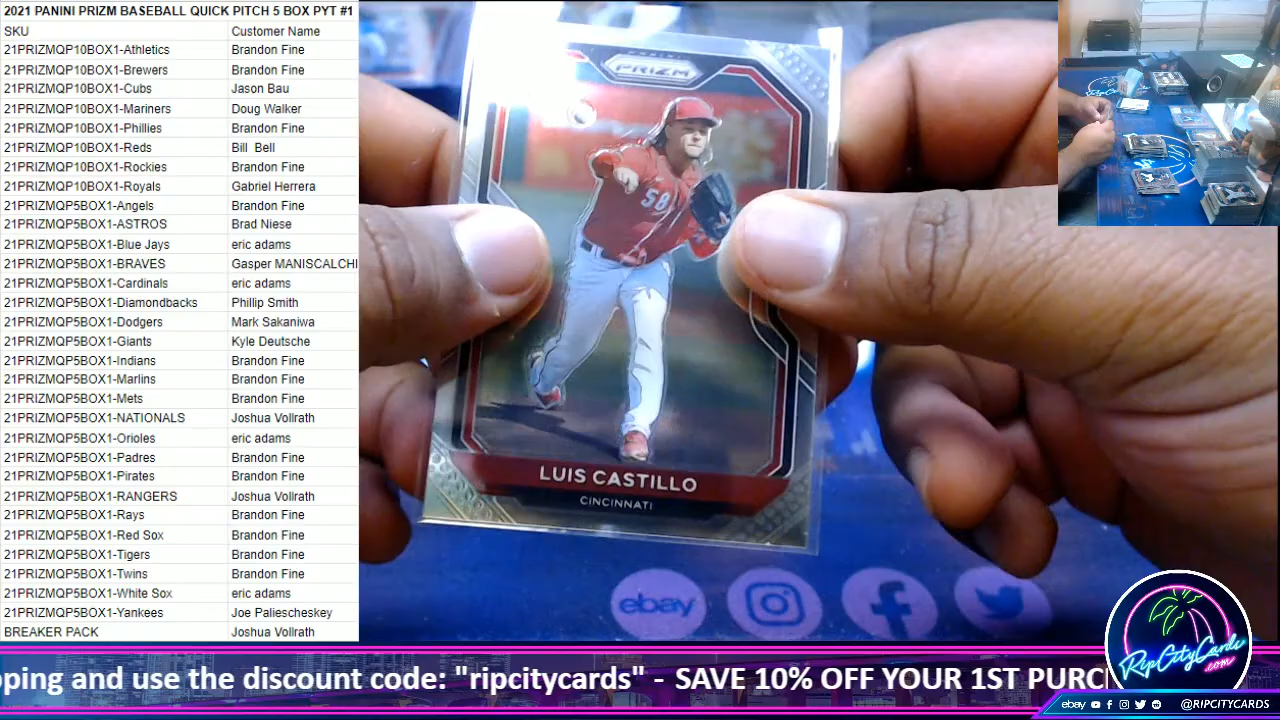 2021 PANINI PRIZM BASEBALL QUICK PITCH 5 BOX PYT #1
SKU Customer Name
21PRIZMQP10BOX1-Athletics Brandon Fine
21PRIZMQP10BOX1-Brewers Brandon Fine
21PRIZMQP10BOX1-Cubs Jason Bau
21PRIZMQP10BOX1-Mariners Doug Walker
21PRIZMQP10BOX1-Phillies Brandon Fine
21PRIZMQP10BOX1-Reds Bill Bell
21PRIZMQP10BOX1-Rockies Brandon Fine
21PRIZMQP10BOX1-Royals Gabriel Herrera
21PRIZMQP5BOX1-Angels Brandon Fine
21PRIZMQP5BOX1-ASTROS Brad Niese
21PRIZMQP5BOX1-Blue Jays eric adams
21PRIZMQP5BOX1-BRAVES Gasper MANISCALCHI
21PRIZMQP5BOX1-Cardinals eric adams
21PRIZMQP5BOX1-Diamondbacks Phillip Smith
21PRIZMQP5BOX1-Dodgers Mark Sakaniwa
21PRIZMQP5BOX1-Giants Kyle Deutsche
21PRIZMQP5BOX1-Indians Brandon Fine
21PRIZMQP5BOX1-Marlins Brandon Fine
21PRIZMQP5BOX1-Mets Brandon Fine
21PRIZMQP5BOX1-NATIONALS Joshua Vollrath
21PRIZMQP5BOX1-Orioles eric adams
21PRIZMQP5BOX1-Padres Brandon Fine
21PRIZMQP5BOX1-Pirates Brandon Fine
21PRIZMQP5BOX1-RANGERS Joshua Vollrath
21PRIZMQP5BOX1-Rays Brandon Fine
21PRIZMQP5BOX1-Red Sox Brandon Fine
21PRIZMQP5BOX1-Tigers Brandon Fine
21PRIZMQP5BOX1-Twins Brandon Fine
21PRIZMQP5BOX1-White Sox eric adams
21PRIZMQP5BOX1-Yankees Joe Paliescheskey
BREAKER PACK Joshua Vollrath
PANINI
PRIZM
58
LUIS CASTILLO
CINCINNATI
ebay
pping and use the discount code: "ripcitycards" - SAVE 10% OFF YOUR 1ST PURC
RipCityCards
.com
ebay @RIPCITYCARDS